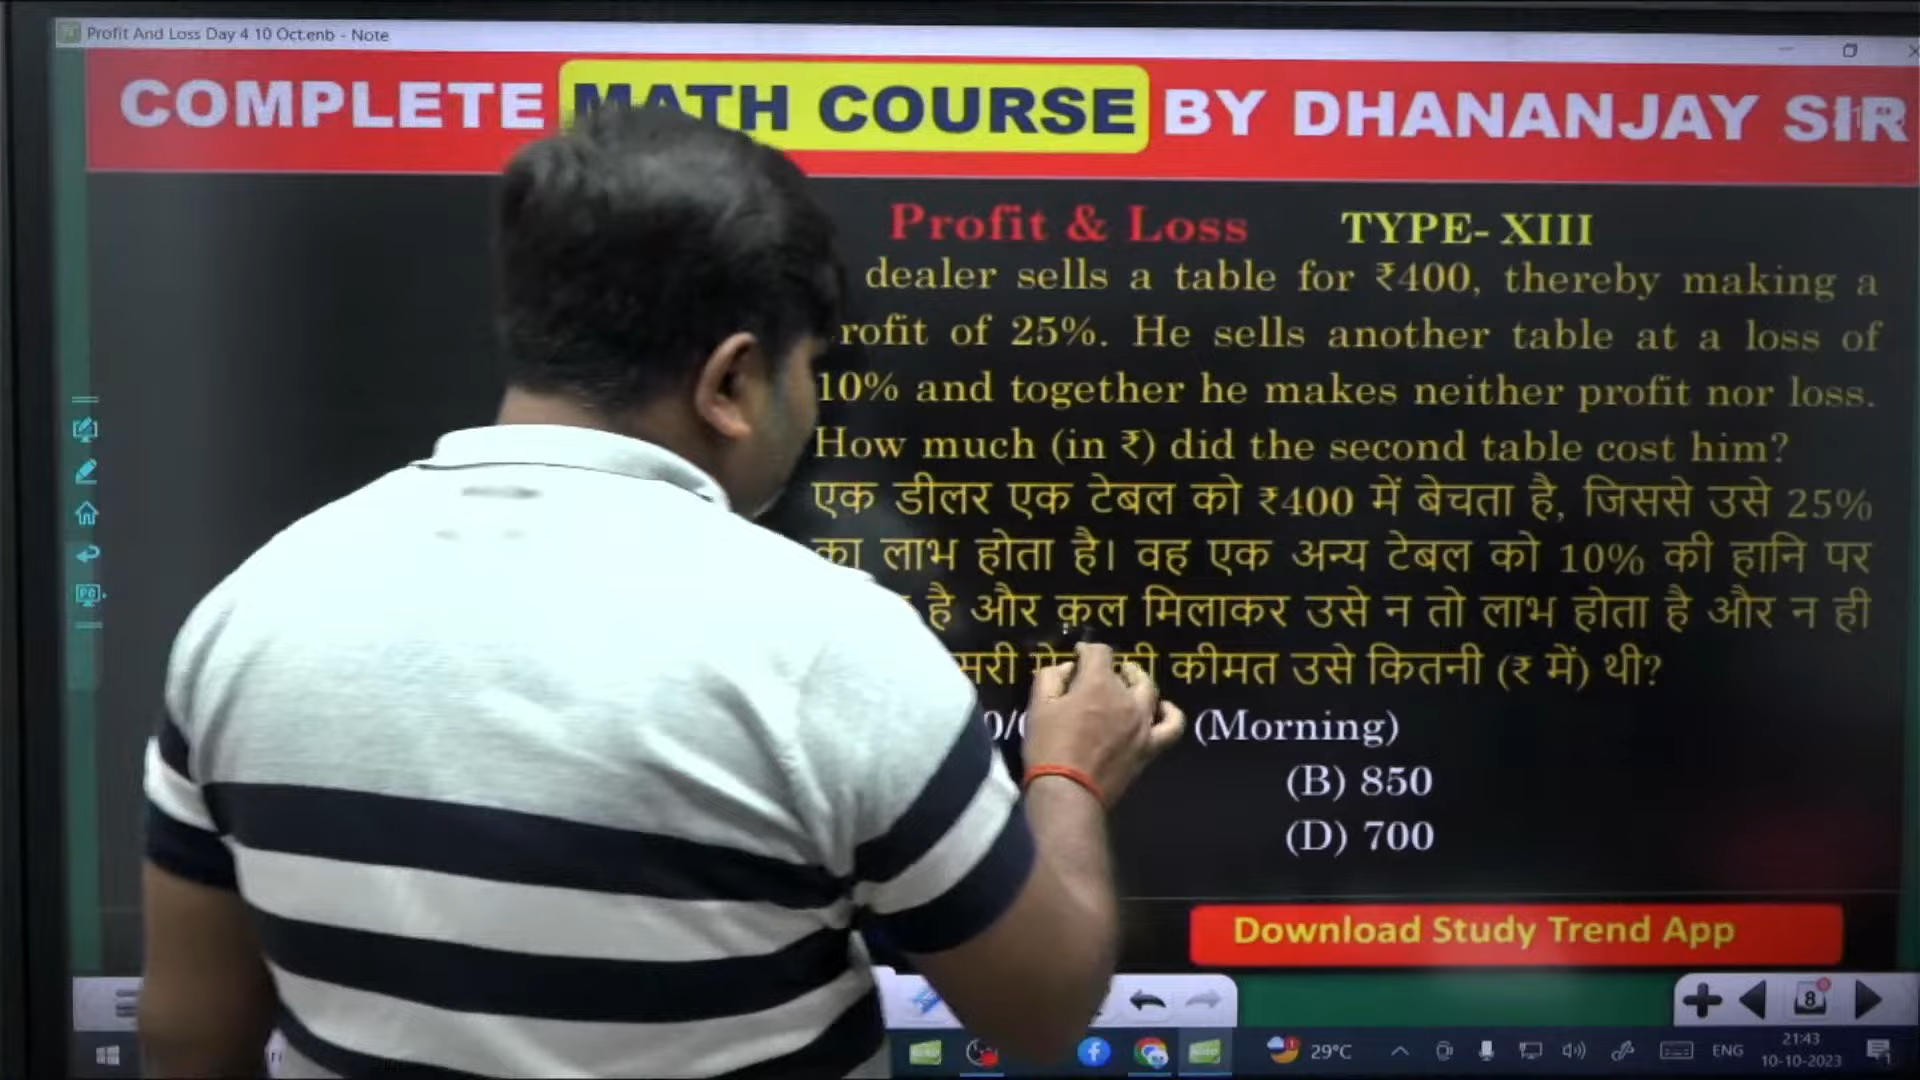 Profit And Loss Day 4 10 Oct.enb - Note
COMPLETE MATH COURSE BY DHANANJAY SIR
Profit & Loss TYPE- XIII
dealer sells a table for ₹400, thereby making a
rofit of 25%. He sells another table at a loss of
10% and together he makes neither profit nor loss.
How much (in ₹) did the second table cost him?
एक डीलर एक टेबल को ₹400 में बेचता है, जिससे उसे 25%
का लाभ होता है। वह एक अन्य टेबल को 10% की हानि पर
है और कुल मिलाकर उसे न तो लाभ होता है और न ही
सरी की कीमत उसे कितनी (₹ में) थी?
(Morning)
(B) 850
(D) 700
Download Study Trend App
8
29°C
ENG
21:43
10-10-2023